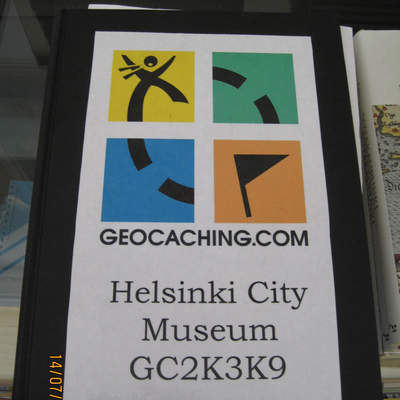 GEOCACHING.COM
Helsinki City
Museum
GC2K3K9
14/07/